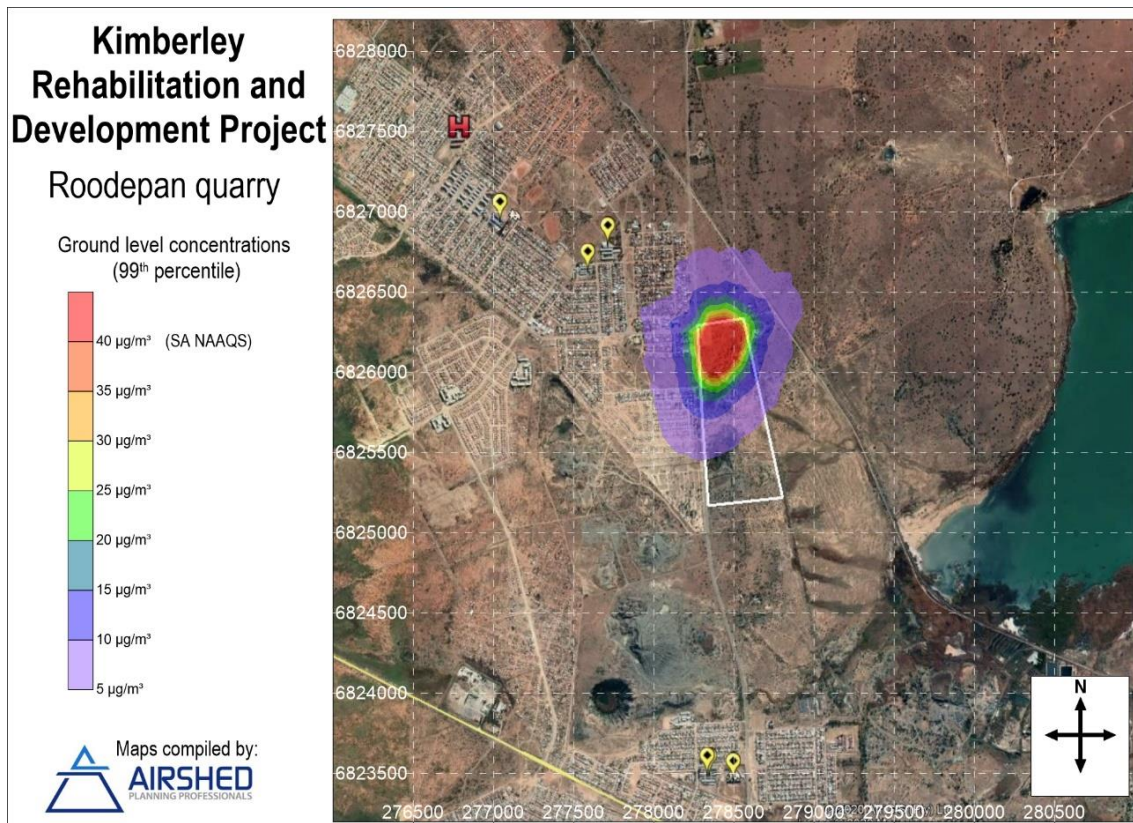 Kimberley
Rehabilitation and
Development Project
Roodepan quarry
Ground level concentrations
(99th percentile)
40 µg/m³ (SA NAAQS)
35 µg/m³
30 µg/m³
25 µg/m³
20 µg/m³
15 µg/m³
10 µg/m³
5 µg/m³
Maps compiled by:
AIRSHED
PLANNING PROFESSIONALS
6828000
6827500
H
6827000
6826500
6826000
6825500
6825000
6824500
6824000
6823500
N
276500 277000 277500 278000 278500 279000 279500 280000 280500